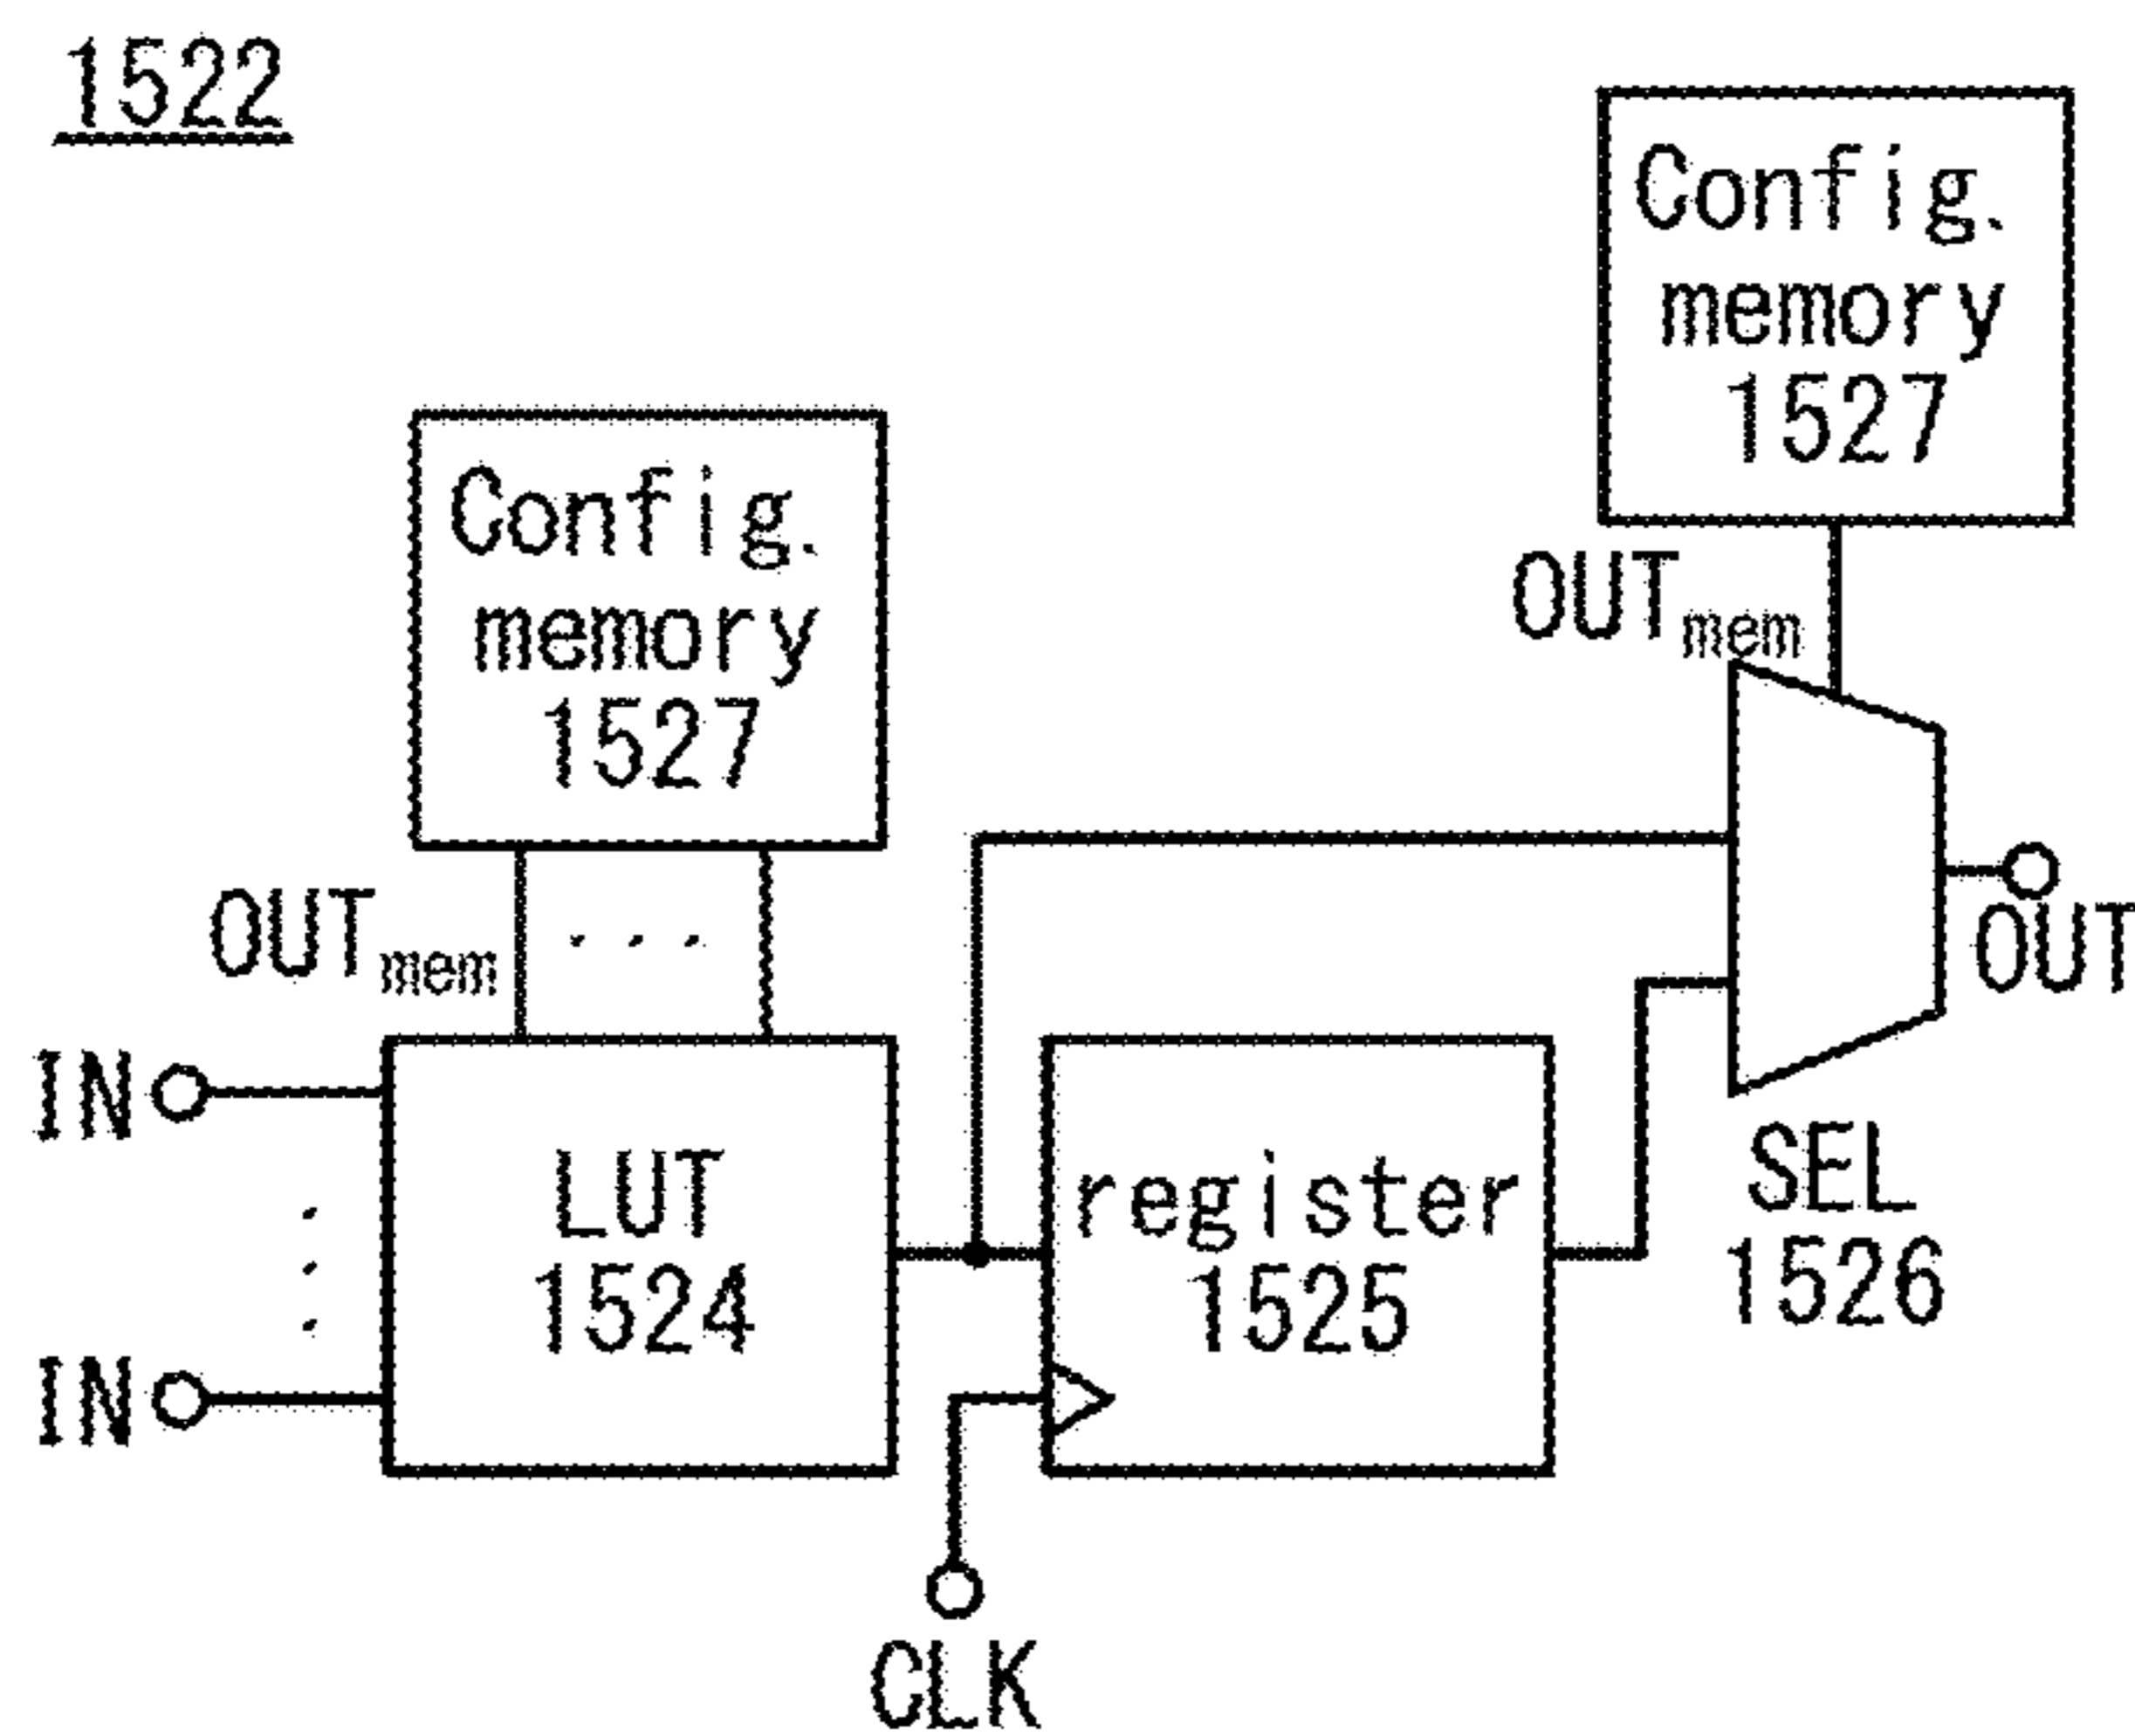 1522
Config.
memory
1527
OUTmem
Config.
memory
1527
OUTmem
OUT
IN
LUT
1524
register
1525
SEL
1526
IN
CLK